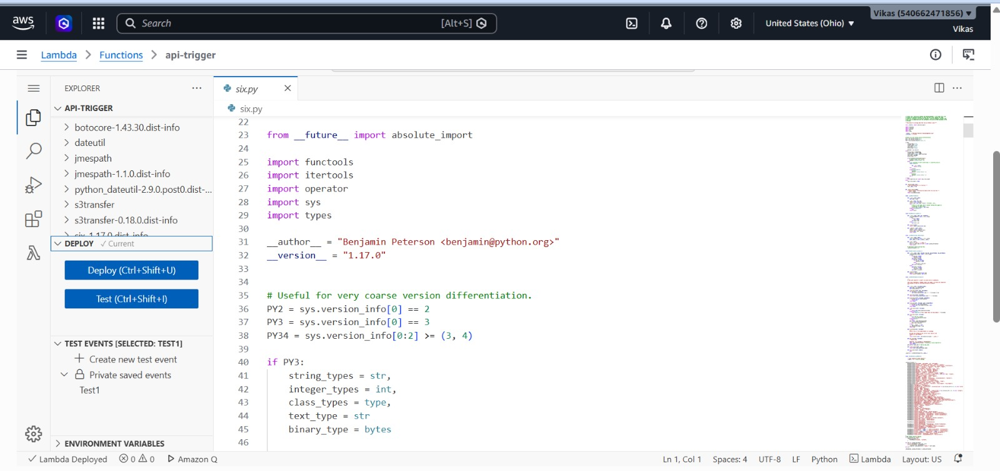 aws
Search [Alt+S]
United States (Ohio) ▼
Vikas (540662471856) ▼
Vikas
Lambda > Functions > api-trigger
EXPLORER ...
six.py
API-TRIGGER
six.py
botocore-1.43.30.dist-info
dateutil
jmespath
jmespath-1.1.0.dist-info
python_dateutil-2.9.0.post0.dist-...
s3transfer
s3transfer-0.18.0.dist-info
six-1.17.0.dist-info
DEPLOY ✓ Current
Deploy (Ctrl+Shift+U)
Test (Ctrl+Shift+I)
TEST EVENTS [SELECTED: TEST1]
Create new test event
Private saved events
Test1
ENVIRONMENT VARIABLES
22
23 from __future__ import absolute_import
24
25 import functools
26 import itertools
27 import operator
28 import sys
29 import types
30
31 __author__ = "Benjamin Peterson <benjamin@python.org>"
32 __version__ = "1.17.0"
33
34
35 # Useful for very coarse version differentiation.
36 PY2 = sys.version_info[0] == 2
37 PY3 = sys.version_info[0] == 3
38 PY34 = sys.version_info[0:2] >= (3, 4)
39
40 if PY3:
41 string_types = str,
42 integer_types = int,
43 class_types = type,
44 text_type = str
45 binary_type = bytes
46
Lambda Deployed 0 0 Amazon Q Ln 1, Col 1 Spaces: 4 UTF-8 LF Python Lambda Layout: US